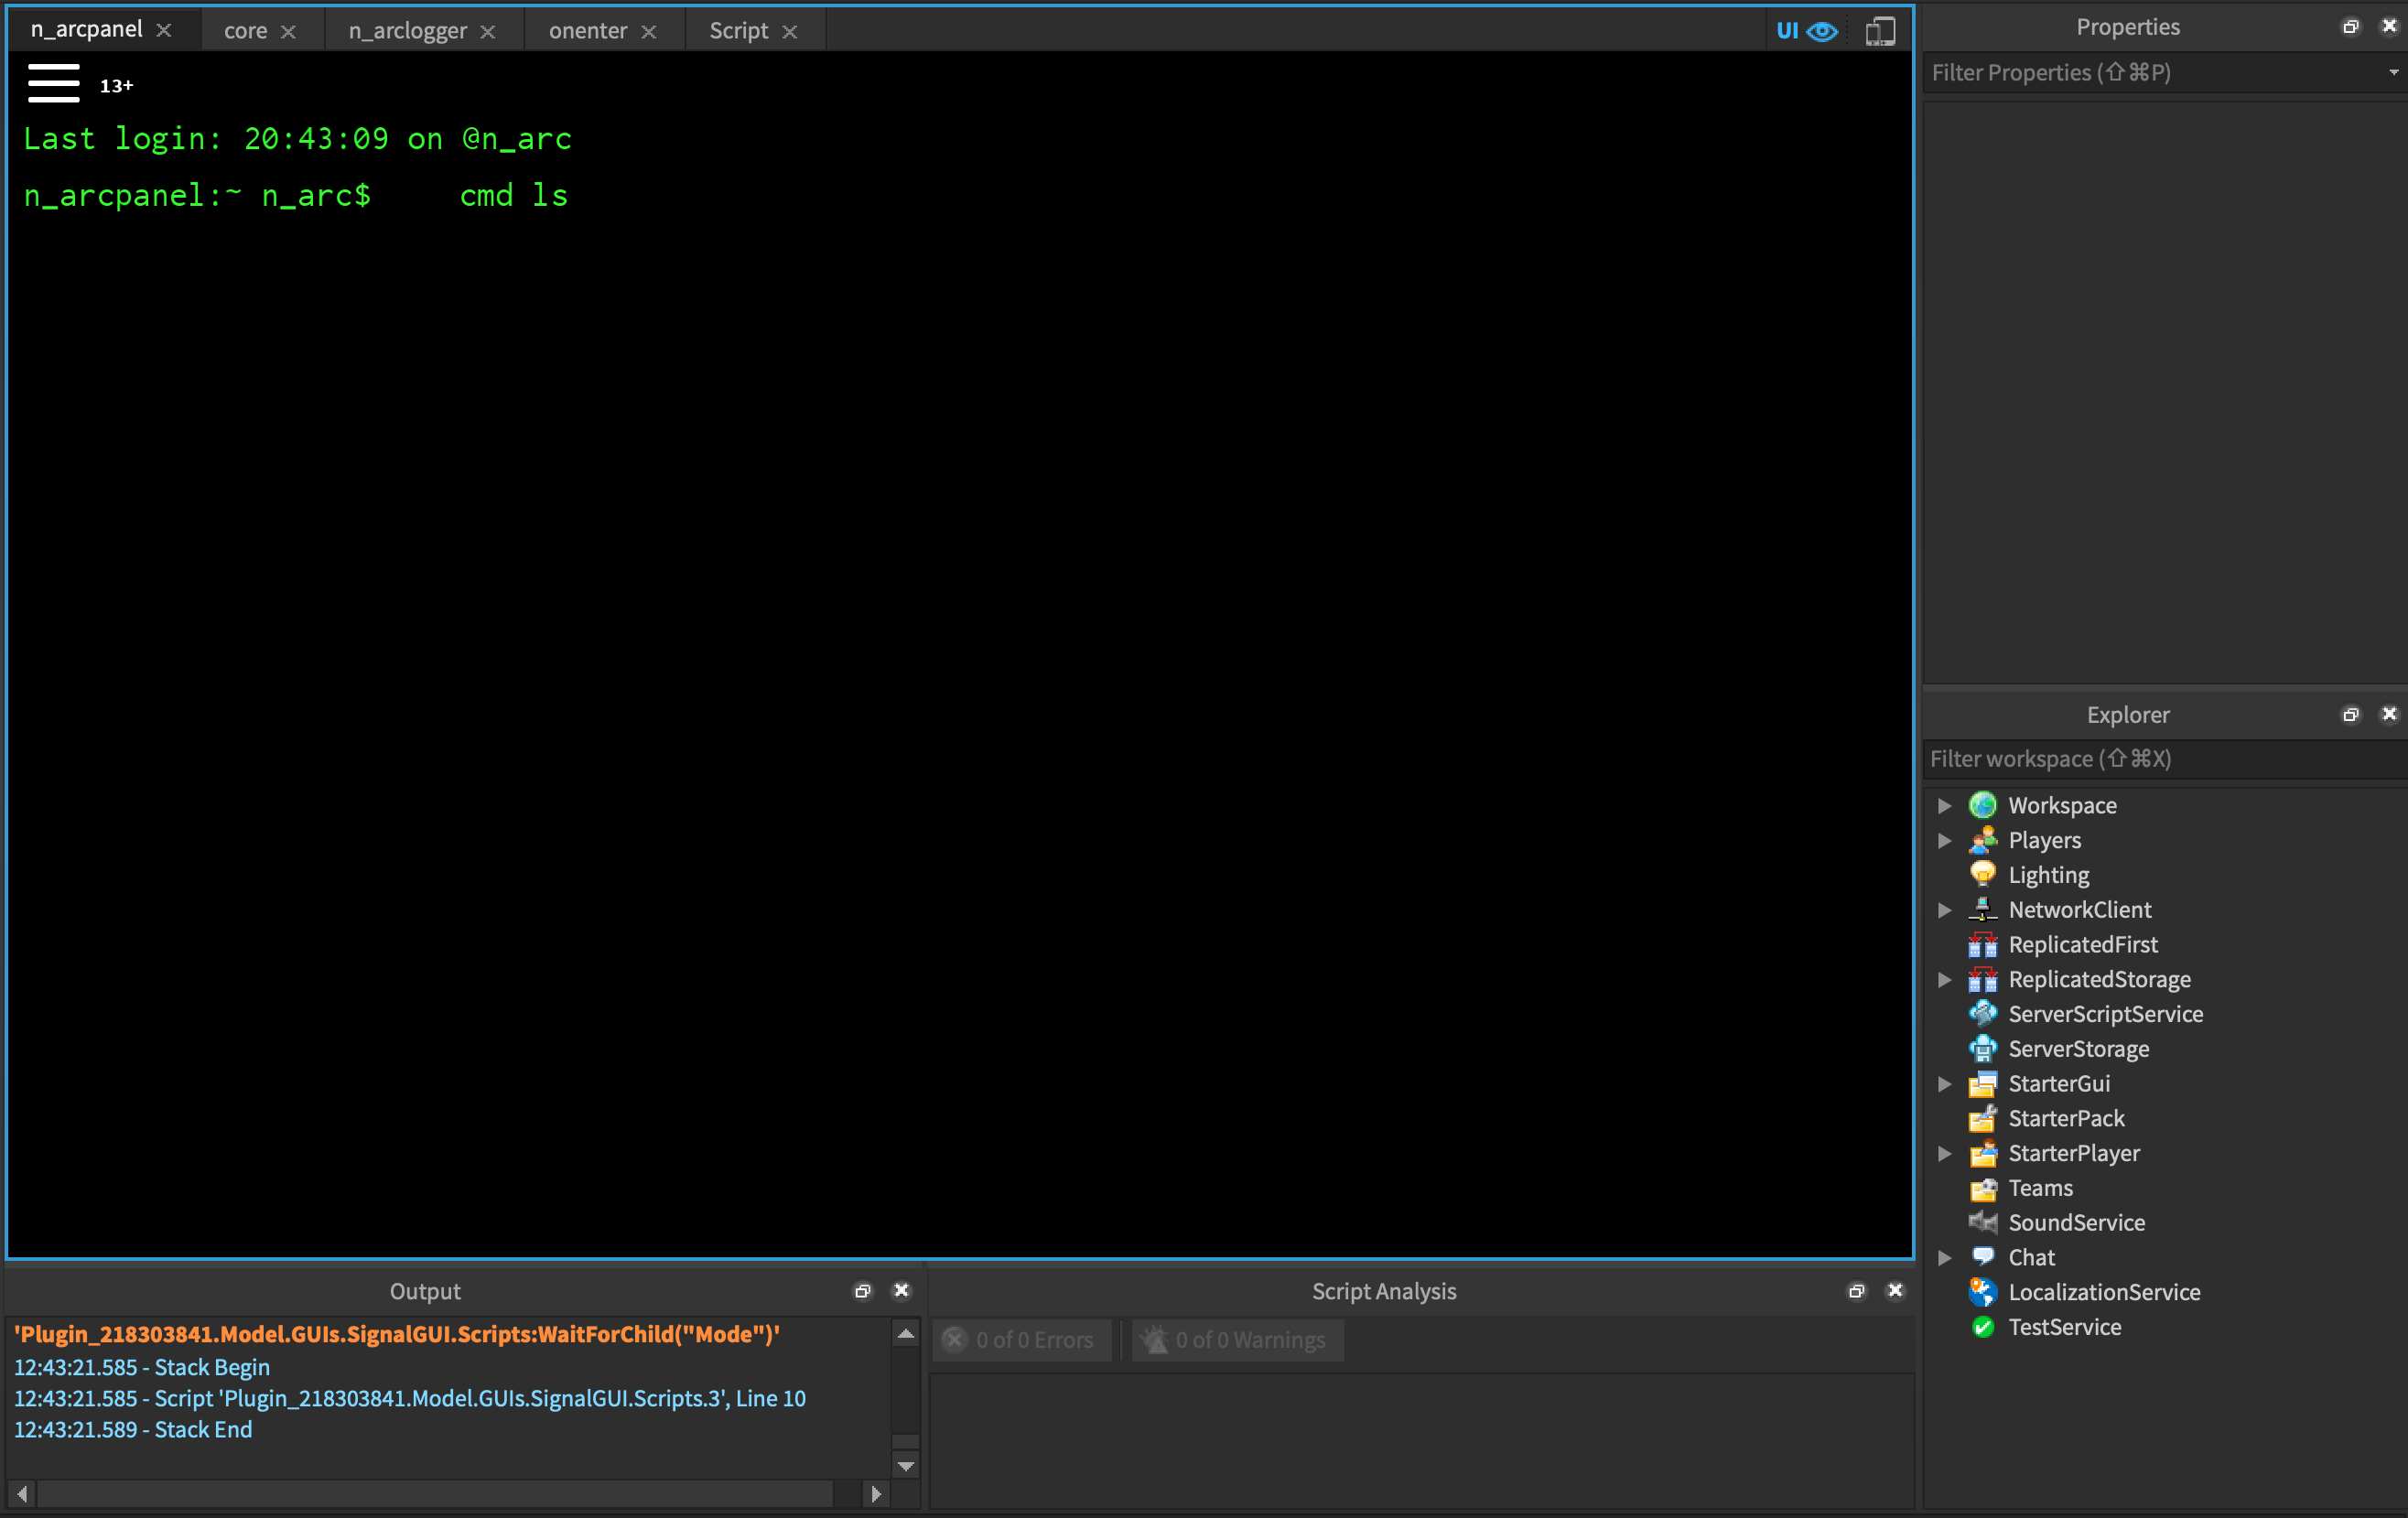 n_arcpanel core n_arclogger onenter Script UI
13+
Last login: 20:43:09 on @n_arc
n_arcpanel:~ n_arc$ cmd ls
Properties
Filter Properties (⇧⌘P)
Explorer
Filter workspace (⇧⌘X)
Workspace
Players
Lighting
NetworkClient
ReplicatedFirst
ReplicatedStorage
ServerScriptService
ServerStorage
StarterGui
StarterPack
StarterPlayer
Teams
SoundService
Chat
LocalizationService
TestService
Output
'Plugin_218303841.Model.GUIs.SignalGUI.Scripts:WaitForChild("Mode")'
12:43:21.585 - Stack Begin
12:43:21.585 - Script 'Plugin_218303841.Model.GUIs.SignalGUI.Scripts.3', Line 10
12:43:21.589 - Stack End
Script Analysis
0 of 0 Errors 0 of 0 Warnings